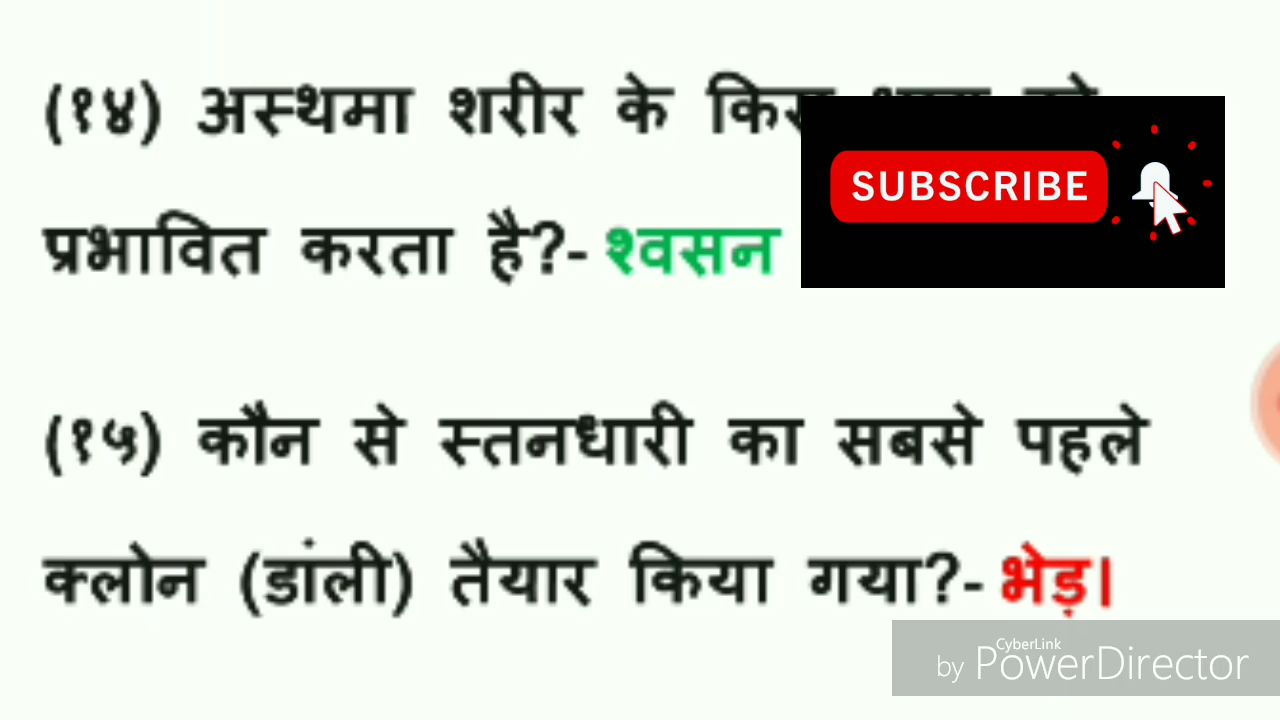 (१४) अस्थमा शरीर के
प्रभावित करता है?- श्वसन
SUBSCRIBE
(१५) कौन से स्तनधारी का सबसे पहले
क्लोन (डांली) तैयार किया गया?- भेड़।
CyberLink
by PowerDirector